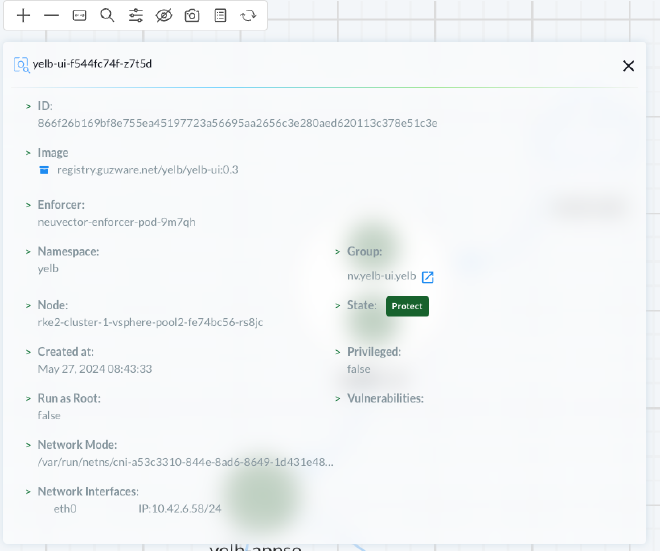 yelb-ui-f544fc74f-z7t5d
> ID:
866f26b169bf8e755ea45197723a56695aa2656c3e280aed620113c378e51c3e
> Image
registry.guzware.net/yelb/yelb-ui:0.3
> Enforcer:
neuvector-enforcer-pod-9m7qh
> Namespace:
yelb
> Group:
nv.yelb-ui.yelb
> Node:
rke2-cluster-1-vsphere-pool2-fe74bc56-rs8jc
> State: Protect
> Created at:
May 27, 2024 08:43:33
> Privileged:
false
> Run as Root:
false
> Vulnerabilities:
> Network Mode:
/var/run/netns/cni-a53c3310-844e-8ad6-8649-1d431e48...
> Network Interfaces:
eth0 IP:10.42.6.58/24